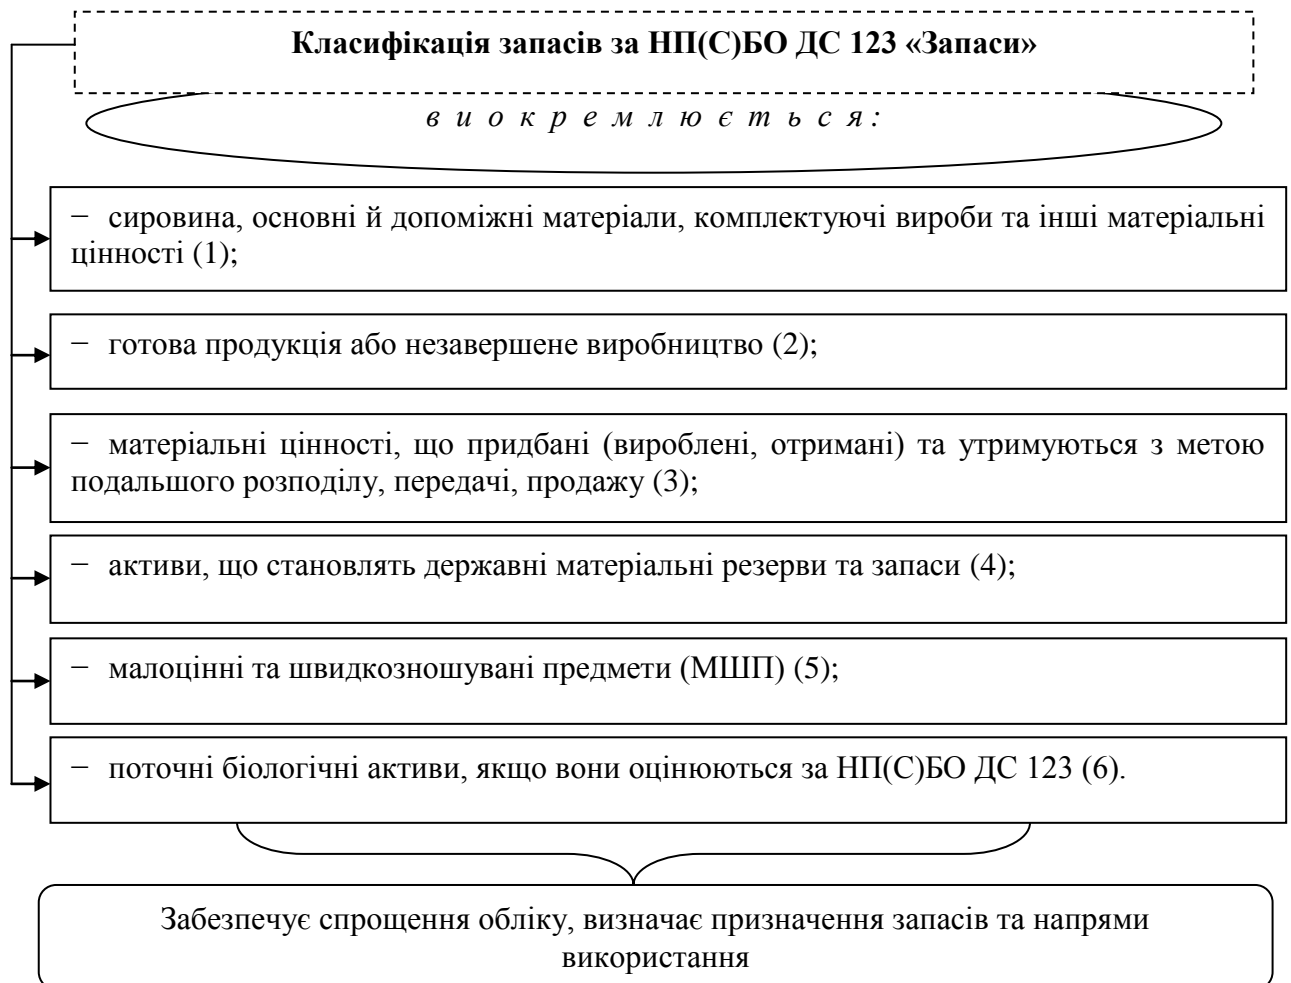 Класифікація запасів за НП(С)БО ДС 123 «Запаси»
виокремлюється:
− сировина, основні й допоміжні матеріали, комплектуючі вироби та інші матеріальні
цінності (1);
− готова продукція або незавершене виробництво (2);
− матеріальні цінності, що придбані (вироблені, отримані) та утримуються з метою
подальшого розподілу, передачі, продажу (3);
− активи, що становлять державні матеріальні резерви та запаси (4);
− малоцінні та швидкозношувані предмети (МШП) (5);
− поточні біологічні активи, якщо вони оцінюються за НП(С)БО ДС 123 (6).
Забезпечує спрощення обліку, визначає призначення запасів та напрями
використання